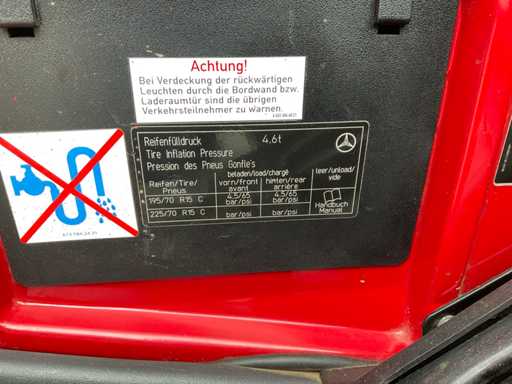 Achtung!
Bei Verdeckung der rückwärtigen
Leuchten durch die Bordwand bzw.
Laderaumtür sind die übrigen
Verkehrsteilnehmer zu warnen.
Reifenfülldruck 4,6t
Tire Inflation Pressure
Pression des Pneus Gonfle's
beladen/load/chargé leer/unload/
vide
Reifen/Tire/
Pneus vorn/front
avant hinten/rear
arrière
195/70 R15 C 4,5/65
bar/psi 4,5/65
bar/psi
225/70 R15 C bar/psi bar/psi
Handbuch
Manual